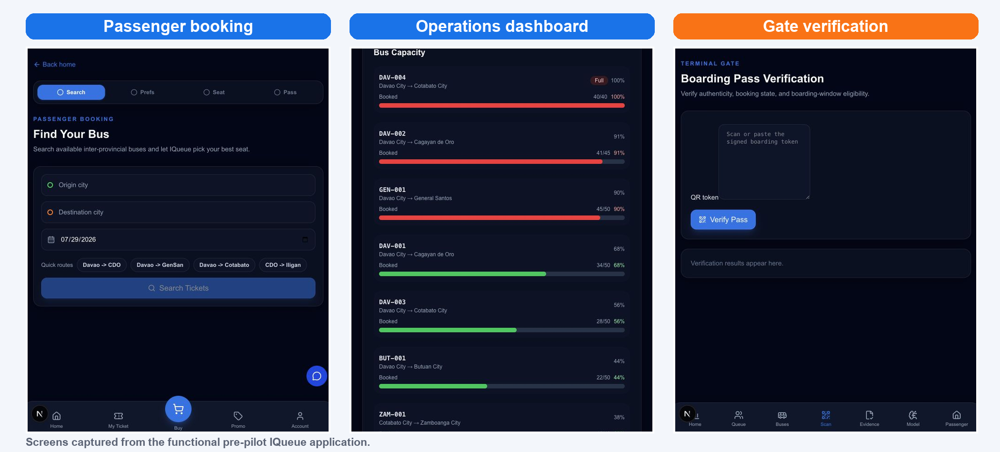 Passenger booking
Back home
Search
Prefs
Seat
Pass
PASSENGER BOOKING
Find Your Bus
Search available inter-provincial buses and let IQueue pick your best seat.
Origin city
Destination city
07/29/2026
Quick routes Davao -> CDO Davao -> GenSan Davao -> Cotabato CDO -> Iligan
Search Tickets
N
Home
My Ticket
Buy
Promo
Account
Operations dashboard
Bus Capacity
DAV-004
Full 100%
Davao City → Cotabato City
Booked 40/40 100%
DAV-002
91%
Davao City → Cagayan de Oro
Booked 41/45 91%
GEN-001
90%
Davao City → General Santos
Booked 45/50 90%
DAV-001
68%
Davao City → Cagayan de Oro
Booked 34/50 68%
DAV-003
56%
Davao City → Cotabato City
Booked 28/50 56%
BUT-001
44%
Davao City → Butuan City
Booked 22/50 44%
ZAM-001
38%
Cotabato City → Zamboanga City
Gate verification
TERMINAL GATE
Boarding Pass Verification
Verify authenticity, booking state, and boarding-window eligibility.
Scan or paste the
signed boarding token
QR token
Verify Pass
Verification results appear here.
N
Home
Queue
Buses
Scan
Evidence
Model
Passenger
Screens captured from the functional pre-pilot IQueue application.